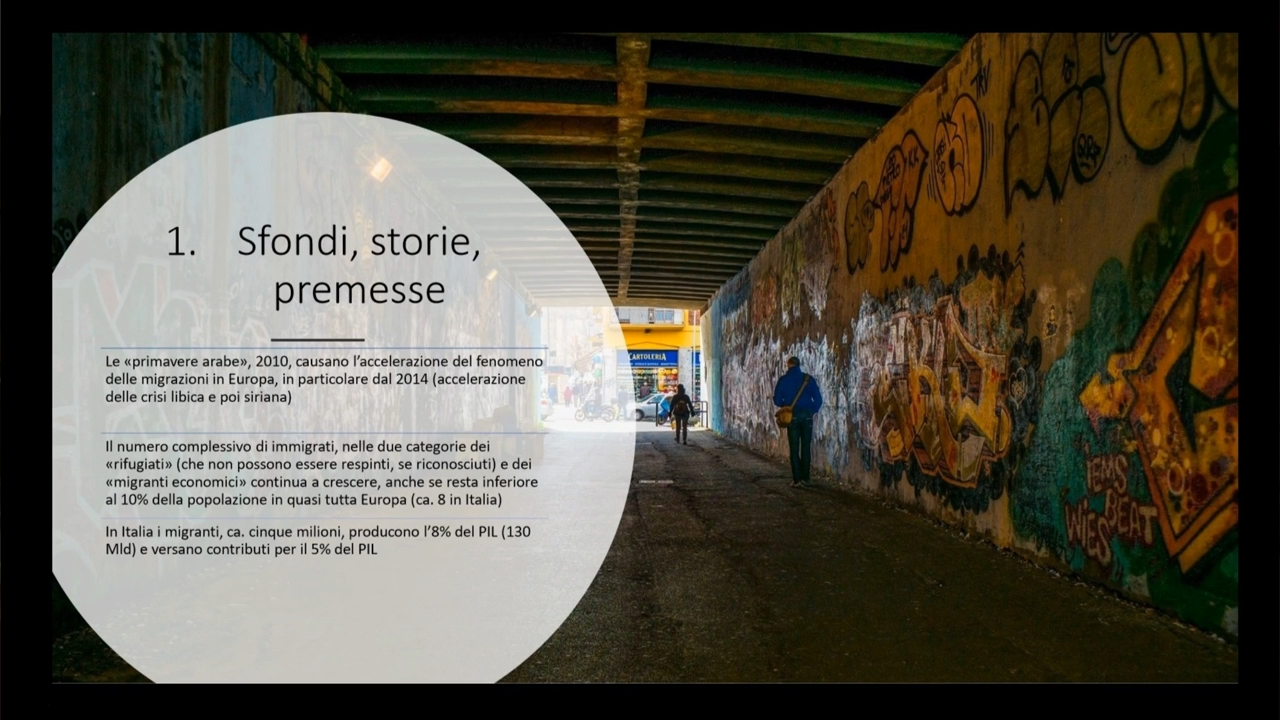 1. Sfondi, storie,
premesse
Le «primavere arabe», 2010, causano l’accelerazione del fenomeno
delle migrazioni in Europa, in particolare dal 2014 (accelerazione
delle crisi libica e poi siriana)
Il numero complessivo di immigrati, nelle due categorie dei
«rifugiati» (che non possono essere respinti, se riconosciuti) e dei
«migranti economici» continua a crescere, anche se resta inferiore
al 10% della popolazione in quasi tutta Europa (ca. 8 in Italia)
In Italia i migranti, ca. cinque milioni, producono l’8% del PIL (130
Mld) e versano contributi per il 5% del PIL
CARTOLERIA
TEMS
BEAT
WIES